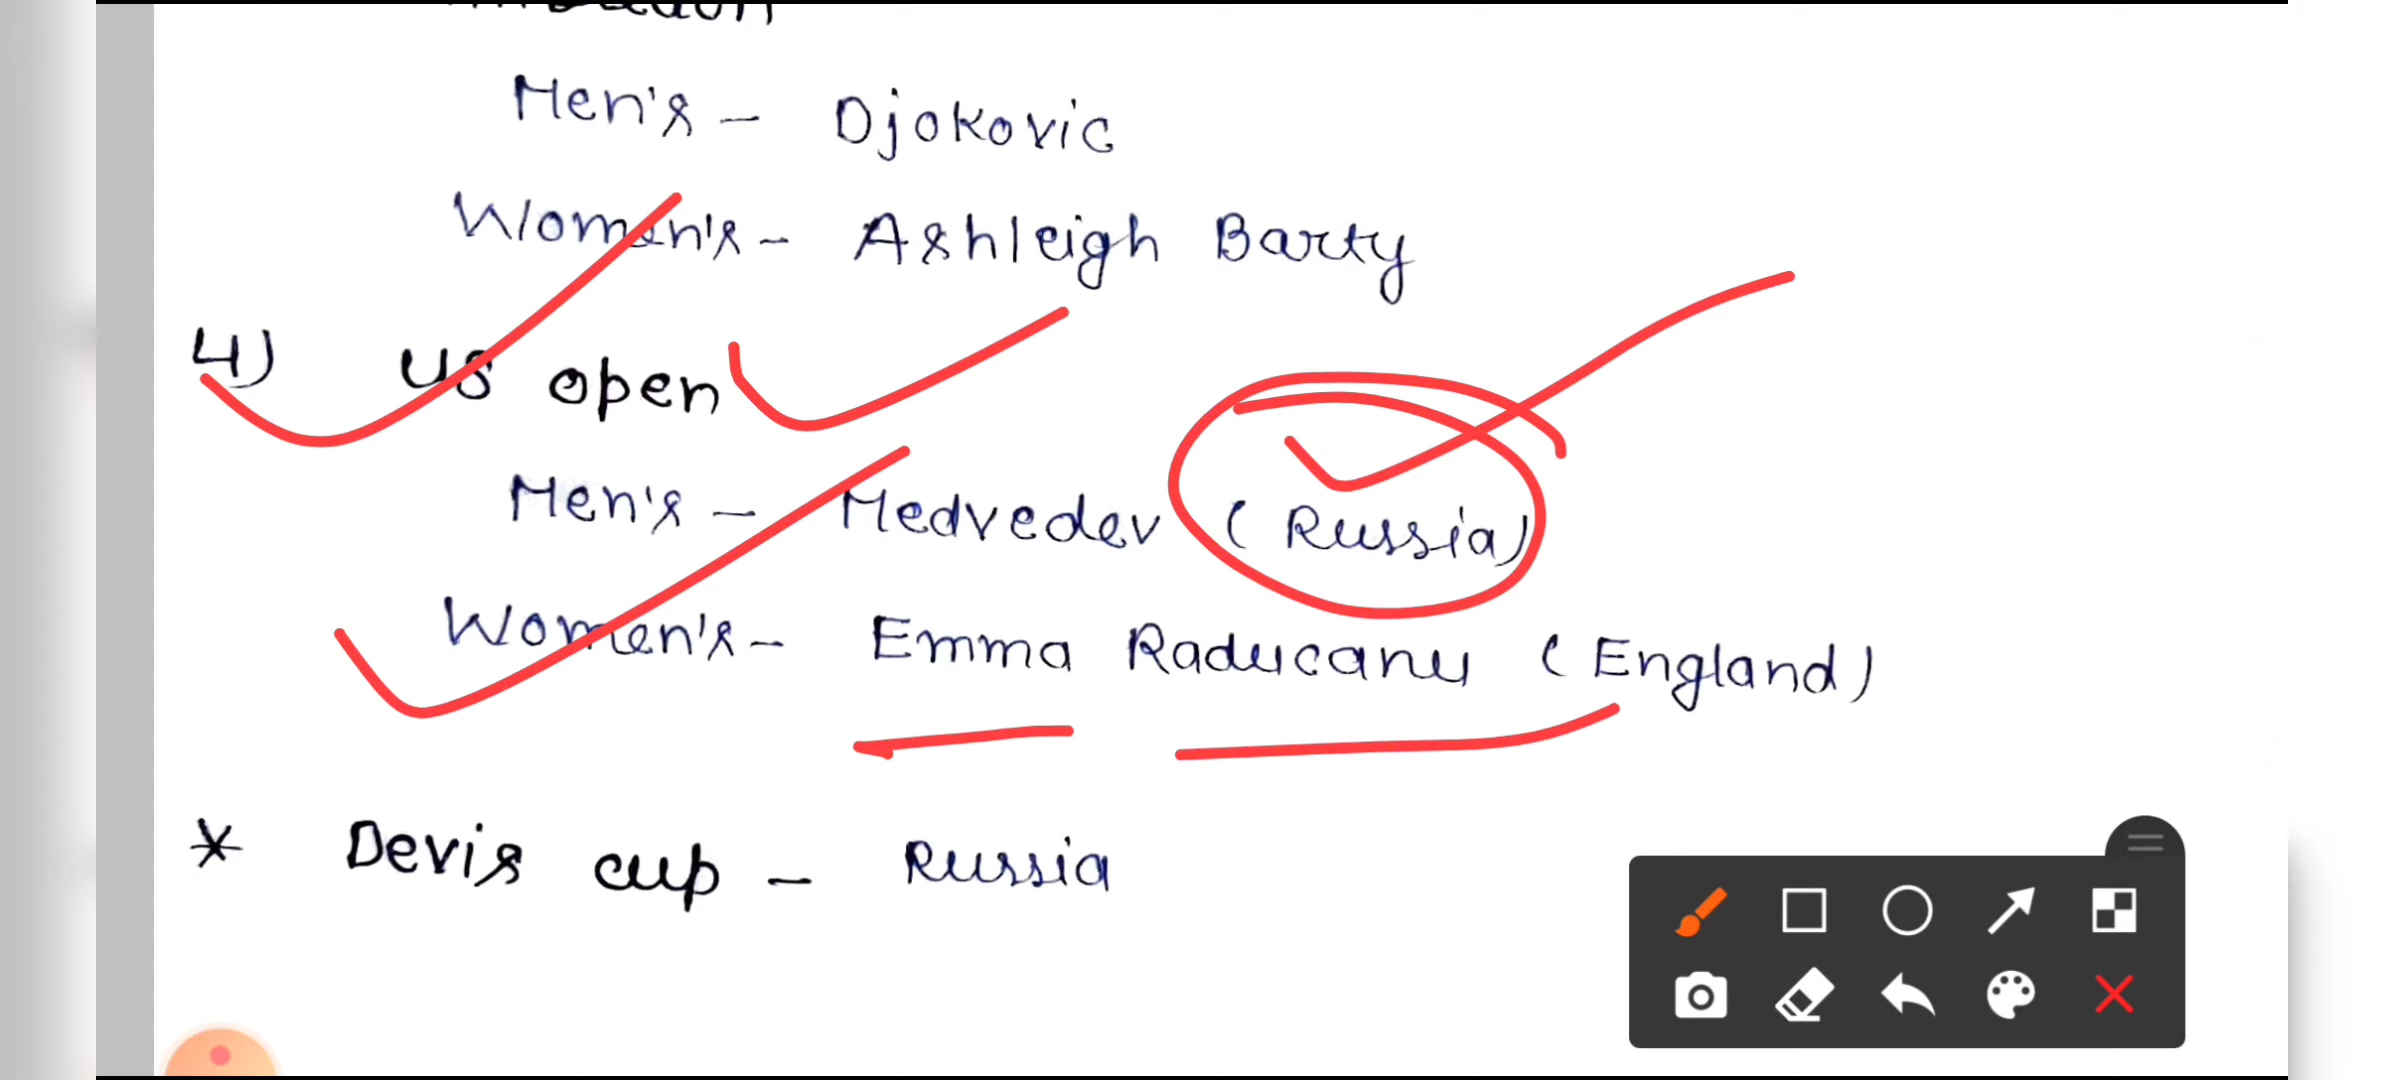 Men's - Djokovic
Women's - Ashleigh Barty
4) US open
Men's - Medvedev (Russia)
Women's - Emma Raducanu (England)
* Devis cup - Russia